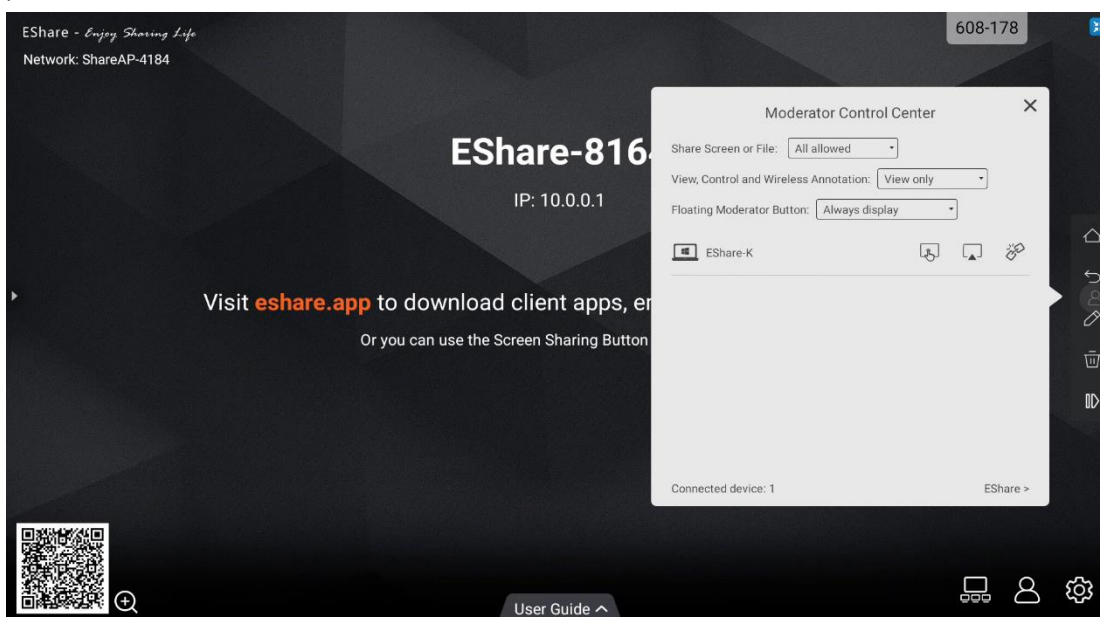 EShare - Enjoy Sharing Life
608-178
Network: ShareAP-4184
EShare-8164
IP: 10.0.0.1
Visit eshare.app to download client apps, en
Or you can use the Screen Sharing Button
Moderator Control Center
Share Screen or File: All allowed
View, Control and Wireless Annotation: View only
Floating Moderator Button: Always display
EShare-K
Connected device: 1
EShare >
User Guide